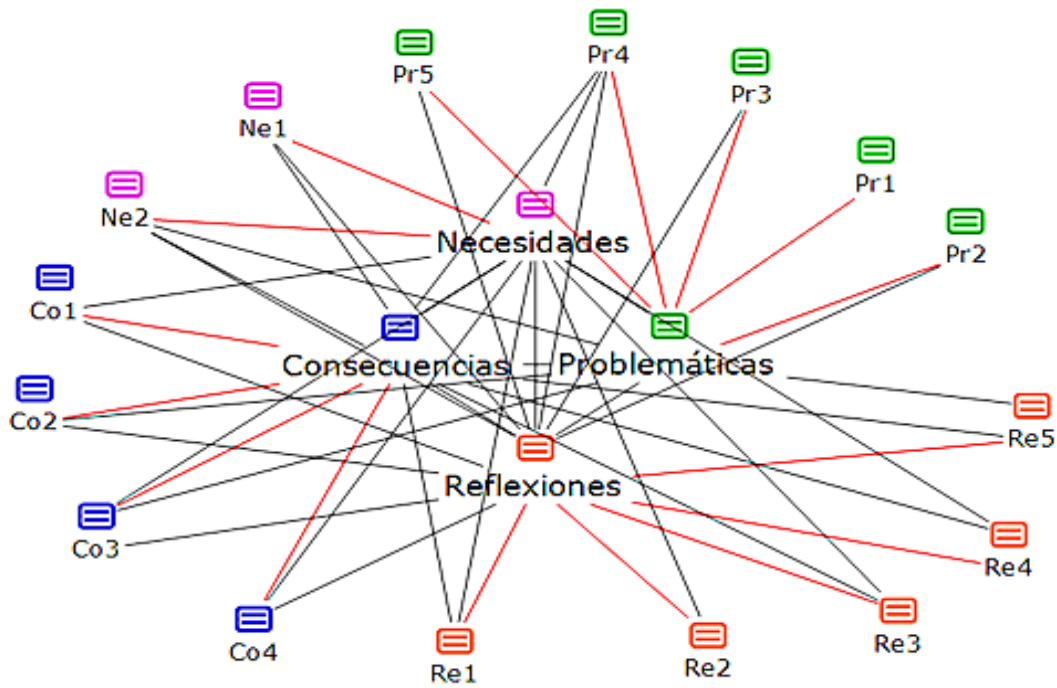 Pr4
Pr5
Pr3
Ne1
Pr1
Ne2
Necesidades
Pr2
Co1
Consecuencias
Problemáticas
Co2
Re5
Reflexiones
Co3
Re4
Re3
Co4
Re1
Re2